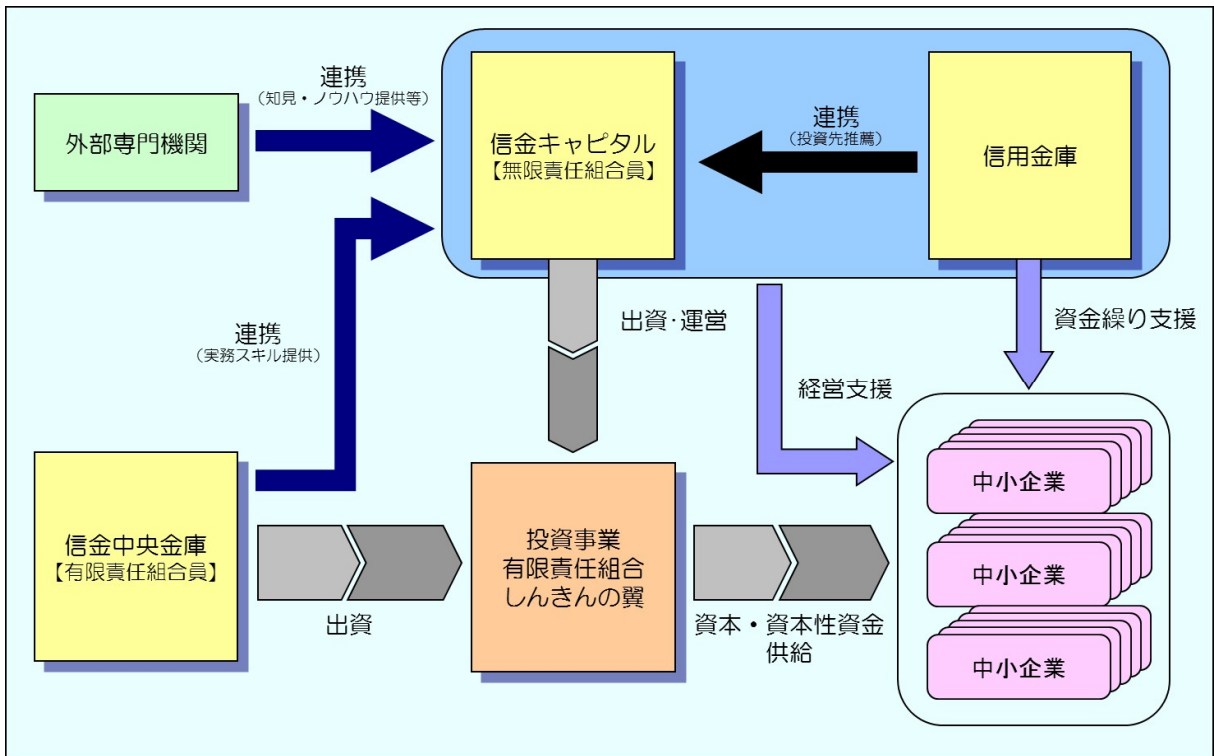 連携
（知見・ノウハウ提供等）
外部専門機関
信金キャピタル
【無限責任組合員】
連携
（投資先推薦）
信用金庫
連携
（実務スキル提供）
出資・運営
資金繰り支援
経営支援
信金中央金庫
【有限責任組合員】
出資
投資事業
有限責任組合
しんきんの翼
資本・資本性資金
供給
中小企業
中小企業
中小企業